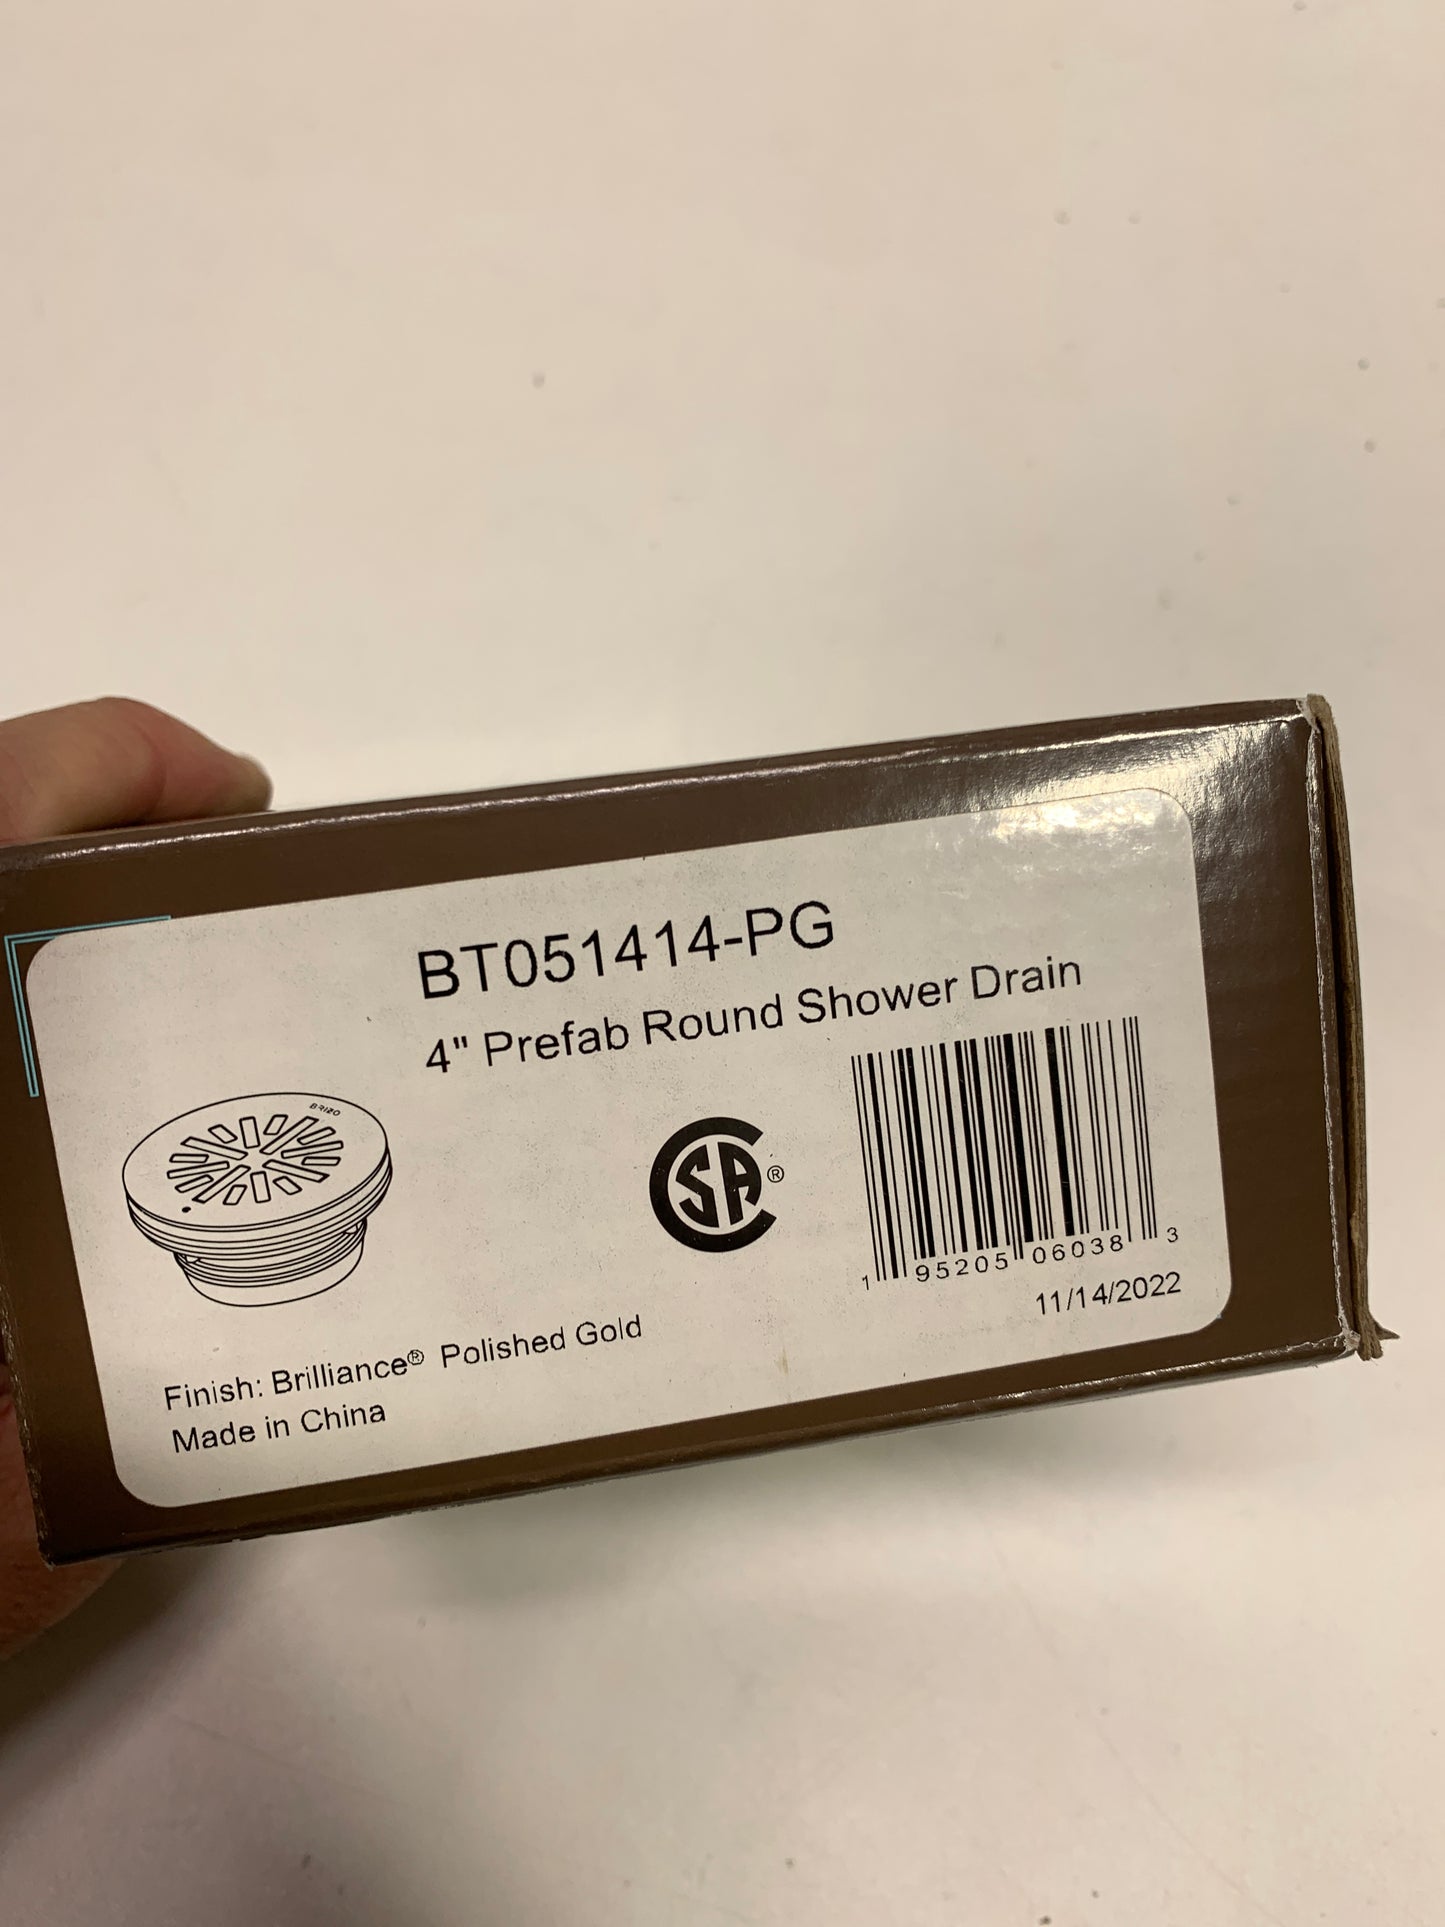 BT051414-PG
4" Prefab Round Shower Drain
BRIZO
CSA®
1 95205 06038 3
11/14/2022
Finish: Brilliance® Polished Gold
Made in China